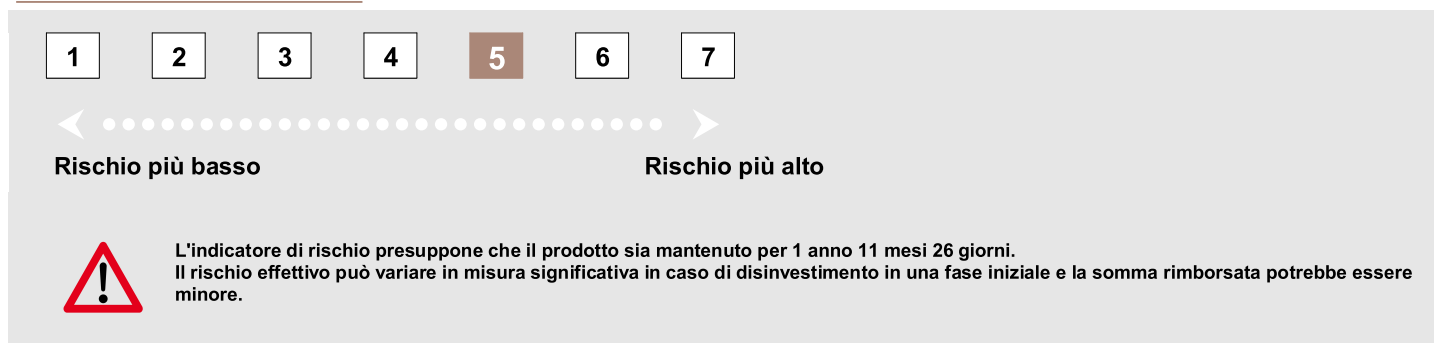 1 2 3 4 5 6 7
Rischio più basso Rischio più alto
L'indicatore di rischio presuppone che il prodotto sia mantenuto per 1 anno 11 mesi 26 giorni.
Il rischio effettivo può variare in misura significativa in caso di disinvestimento in una fase iniziale e la somma rimborsata potrebbe essere
minore.